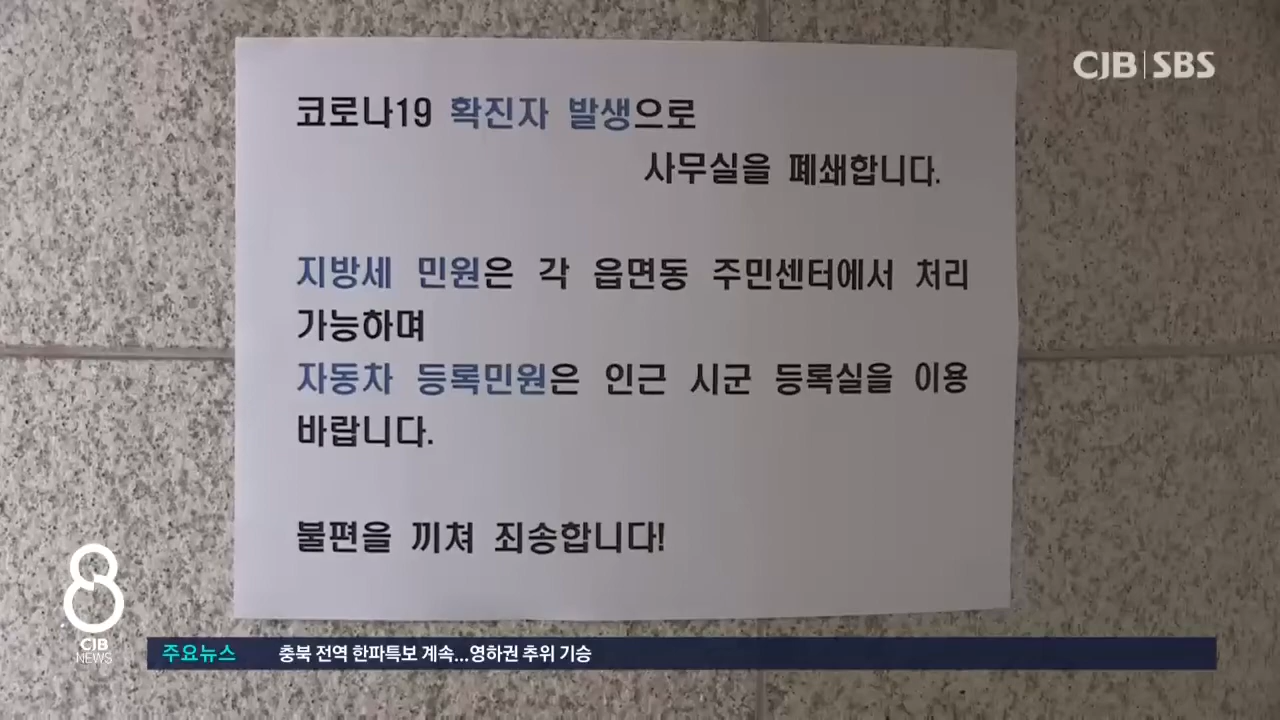 CJB SBS
코로나19 확진자 발생으로
사무실을 폐쇄합니다.
지방세 민원은 각 읍면동 주민센터에서 처리
가능하며
자동차 등록민원은 인근 시군 등록실을 이용
바랍니다.
불편을 끼쳐 죄송합니다!
8
CJB
NEWS
주요뉴스 충북 전역 한파특보 계속...영하권 추위 기승